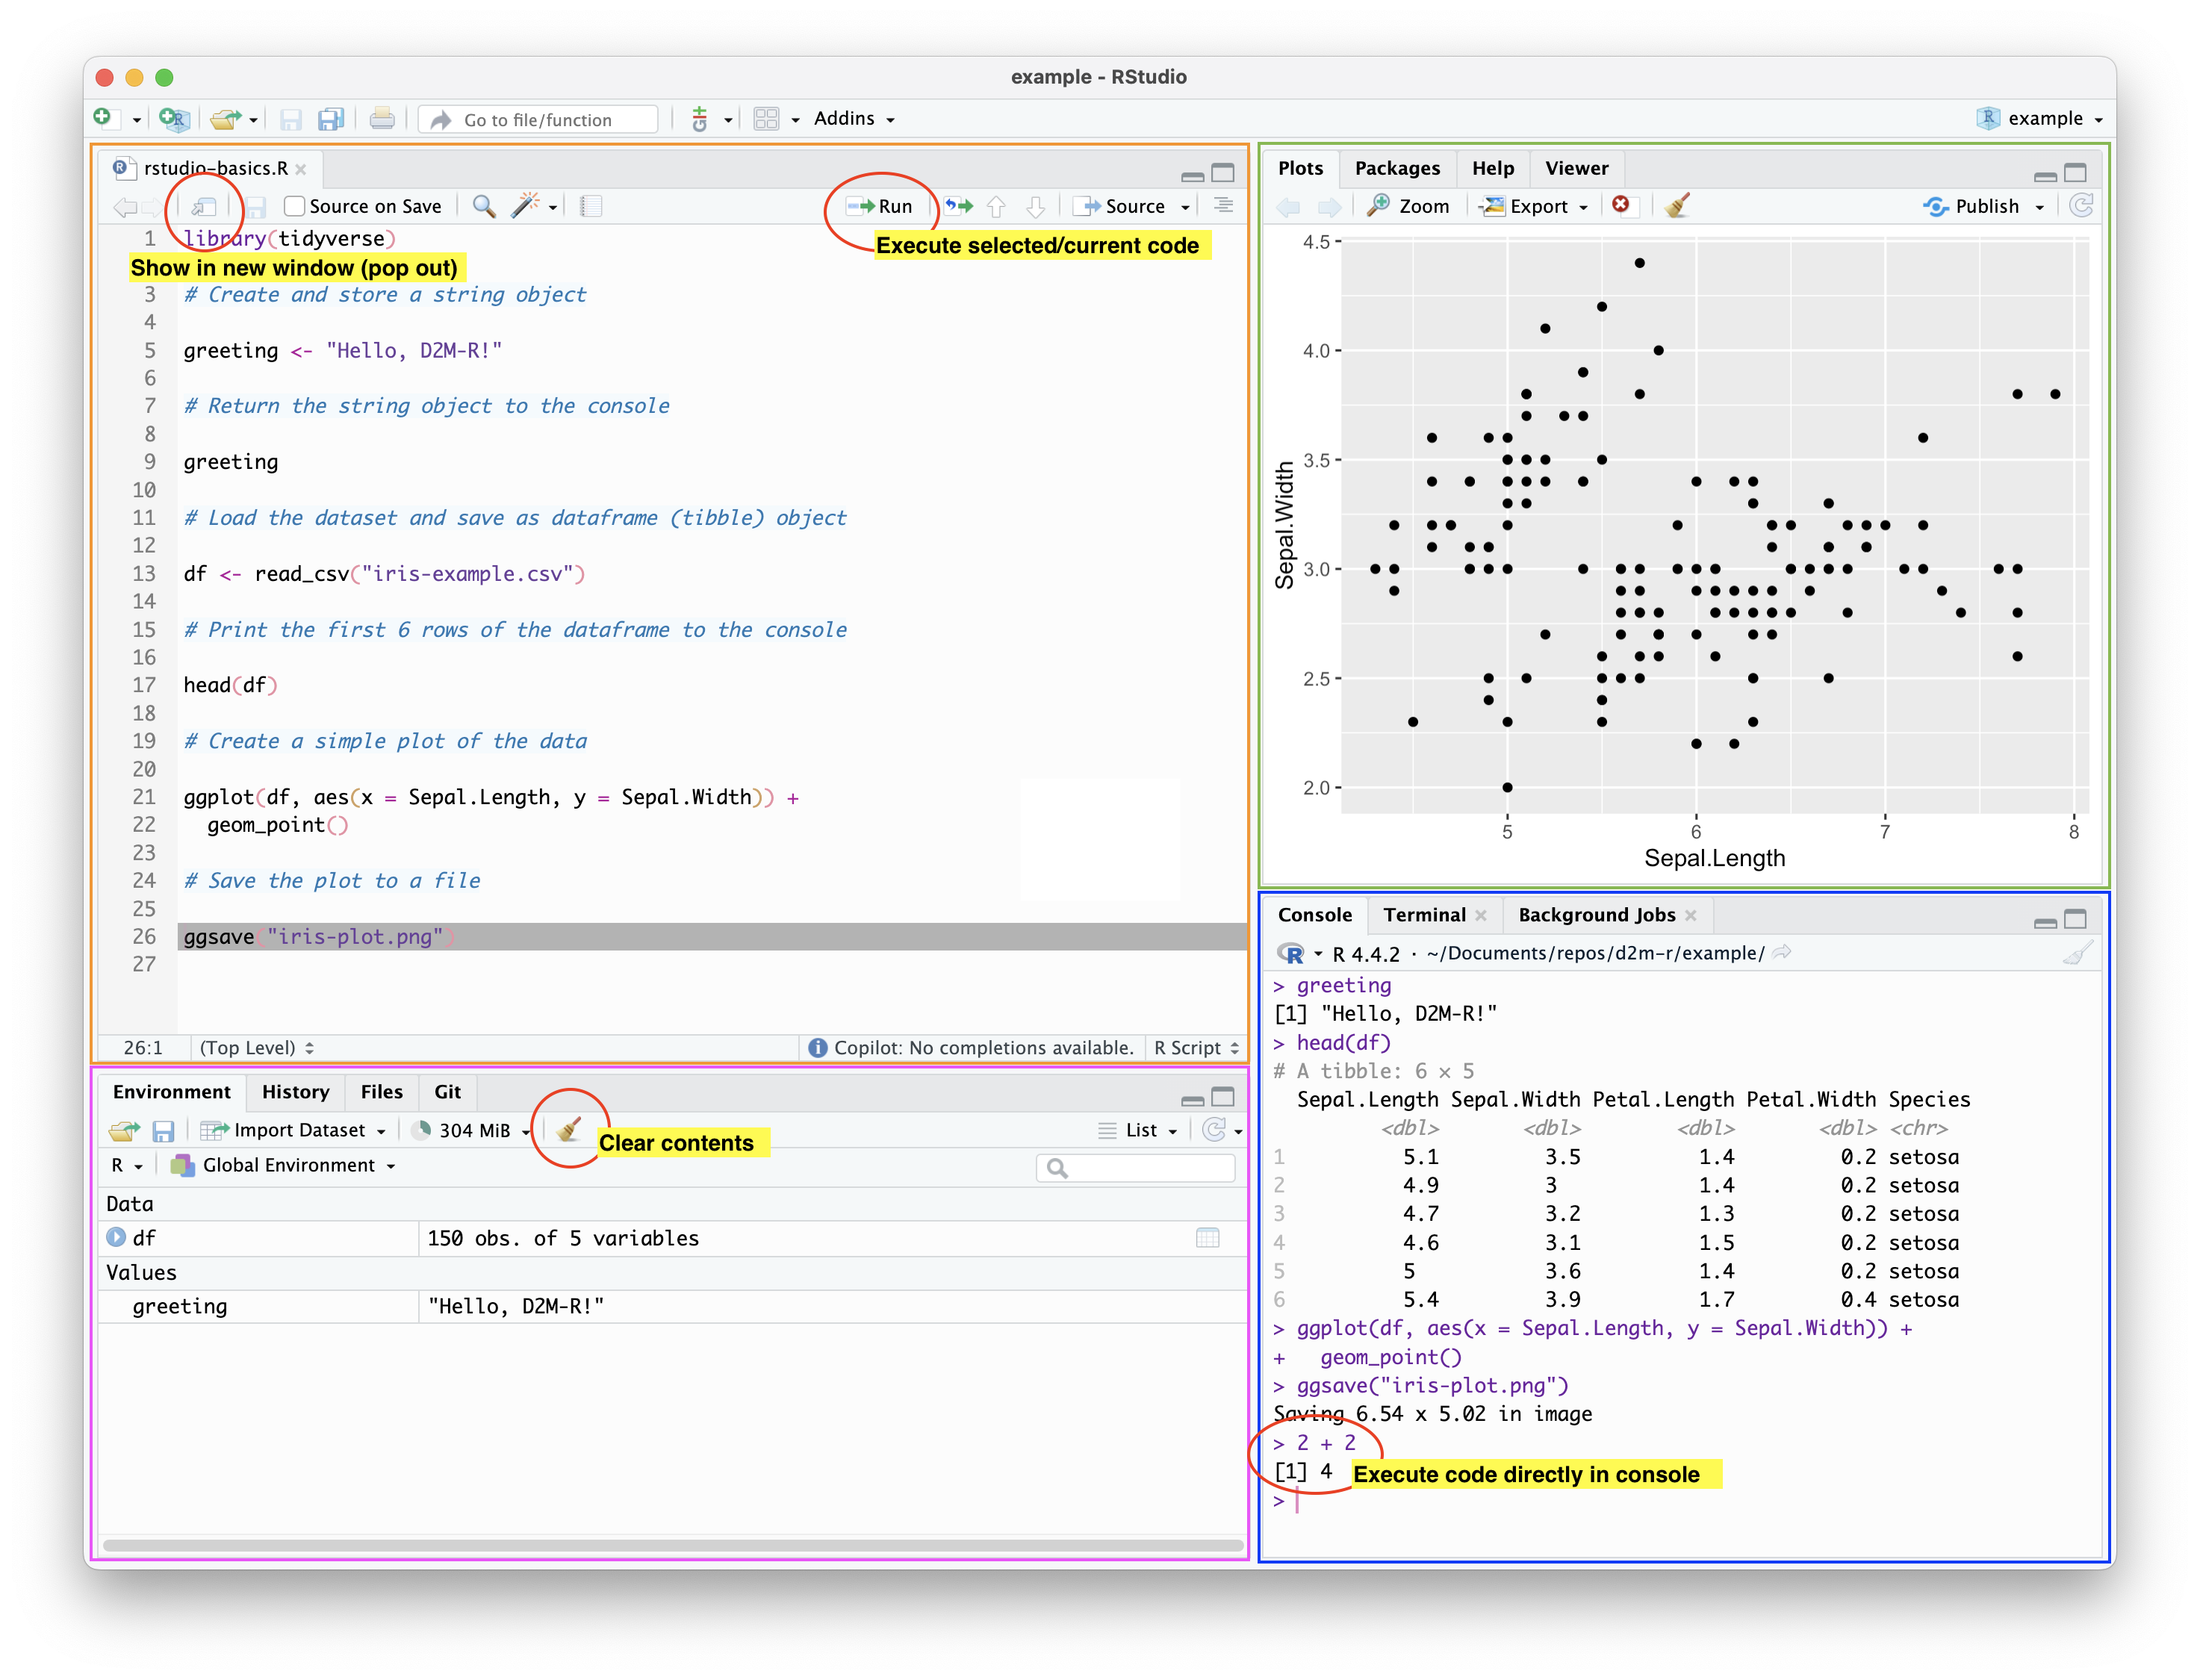 example - RStudio
Go to file/function
Addins
example
rstudio-basics.R
Source on Save
Run
Source
Execute selected/current code
Show in new window (pop out)
1 library(tidyverse)
3 # Create and store a string object
4
5 greeting <- "Hello, D2M-R!"
6
7 # Return the string object to the console
8
9 greeting
10
11 # Load the dataset and save as dataframe (tibble) object
12
13 df <- read_csv("iris-example.csv")
14
15 # Print the first 6 rows of the dataframe to the console
16
17 head(df)
18
19 # Create a simple plot of the data
20
21 ggplot(df, aes(x = Sepal.Length, y = Sepal.Width)) +
22 geom_point()
23
24 # Save the plot to a file
25
26 ggsave("iris-plot.png")
27
26:1 (Top Level) Copilot: No completions available. R Script
Environment History Files Git
Import Dataset 304 MiB List
Clear contents
R Global Environment
Data
df 150 obs. of 5 variables
Values
greeting "Hello, D2M-R!"
Plots Packages Help Viewer
Zoom Export Publish
4.5
4.0
3.5
3.0
2.5
2.0
Sepal.Width
5 6 7 8
Sepal.Length
Console Terminal Background Jobs
R 4.4.2 · ~/Documents/repos/d2m-r/example/
> greeting
[1] "Hello, D2M-R!"
> head(df)
# A tibble: 6 × 5
Sepal.Length Sepal.Width Petal.Length Petal.Width Species
<dbl> <dbl> <dbl> <dbl> <chr>
1 5.1 3.5 1.4 0.2 setosa
2 4.9 3 1.4 0.2 setosa
3 4.7 3.2 1.3 0.2 setosa
4 4.6 3.1 1.5 0.2 setosa
5 5 3.6 1.4 0.2 setosa
6 5.4 3.9 1.7 0.4 setosa
> ggplot(df, aes(x = Sepal.Length, y = Sepal.Width)) +
+ geom_point()
> ggsave("iris-plot.png")
Saving 6.54 x 5.02 in image
> 2 + 2
[1] 4
Execute code directly in console
>